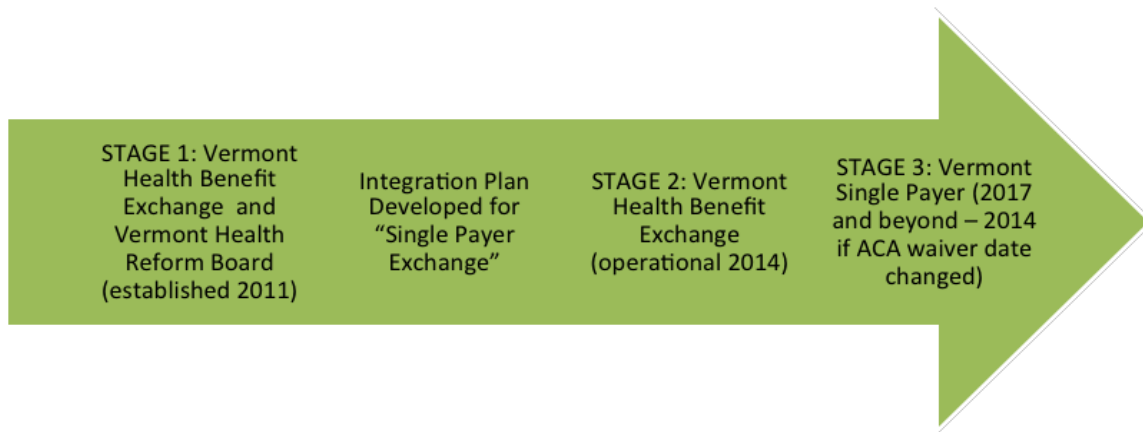 STAGE 1: Vermont
Health Benefit
Exchange and
Vermont Health
Reform Board
(established 2011)
Integration Plan
Developed for
“Single Payer
Exchange”
STAGE 2: Vermont
Health Benefit
Exchange
(operational 2014)
STAGE 3: Vermont
Single Payer (2017
and beyond – 2014
if ACA waiver date
changed)